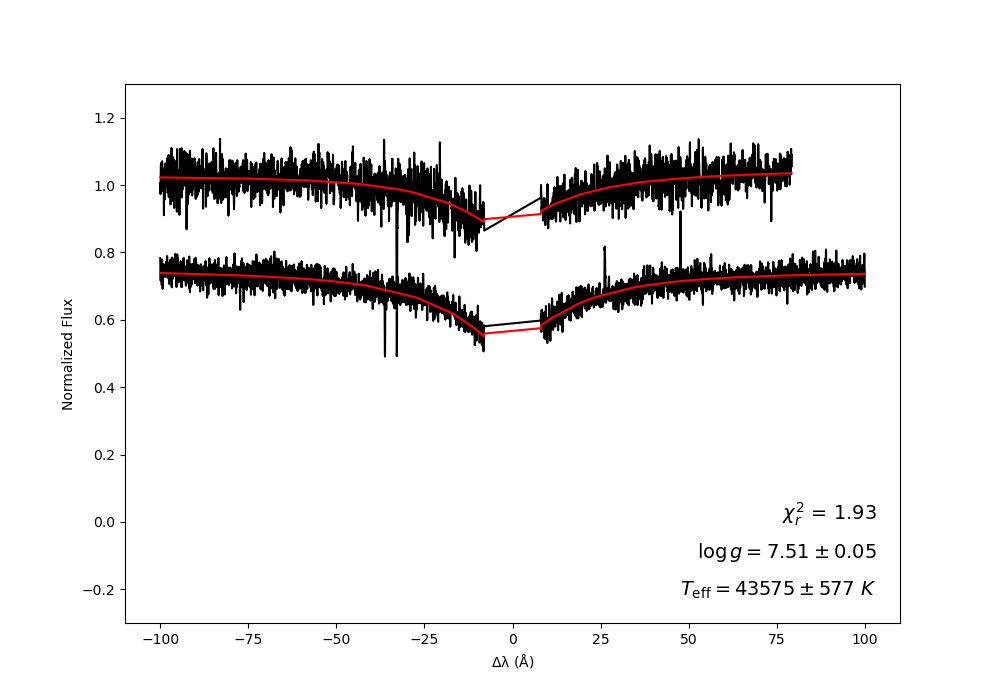 1.2
1.0
0.8
0.6
0.4
0.2
0.0
−0.2
Normalized Flux
χ²ᵣ = 1.93
log g = 7.51 ± 0.05
T_eff = 43575 ± 577 K
−100 −75 −50 −25 0 25 50 75 100
Δλ (Å)